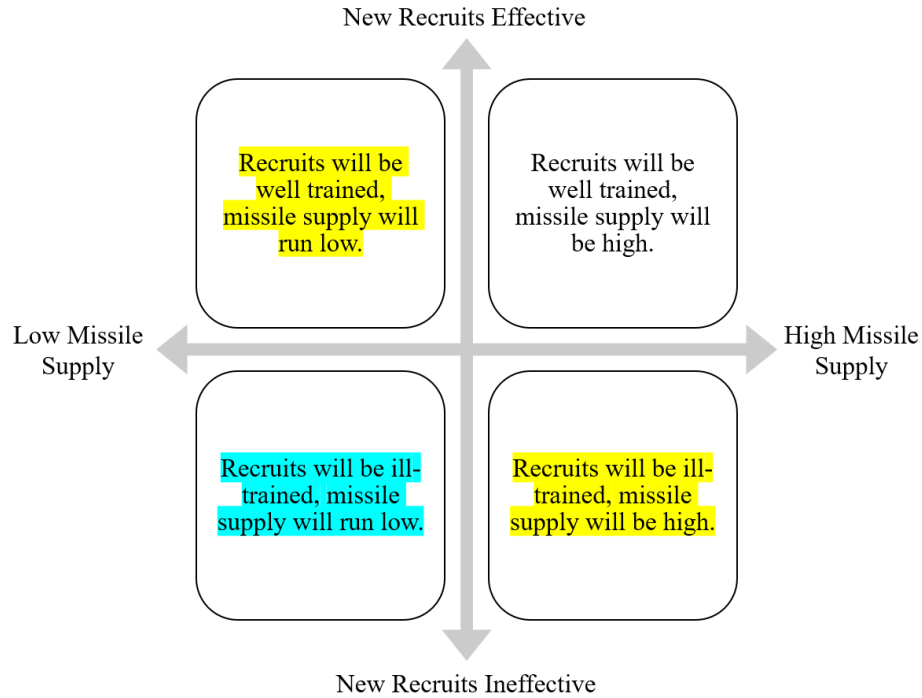 New Recruits Effective
Recruits will be
well trained,
missile supply will
run low.
Recruits will be
well trained,
missile supply will
be high.
Low Missile
Supply
High Missile
Supply
Recruits will be ill-
trained, missile
supply will run low.
Recruits will be ill-
trained, missile
supply will be high.
New Recruits Ineffective